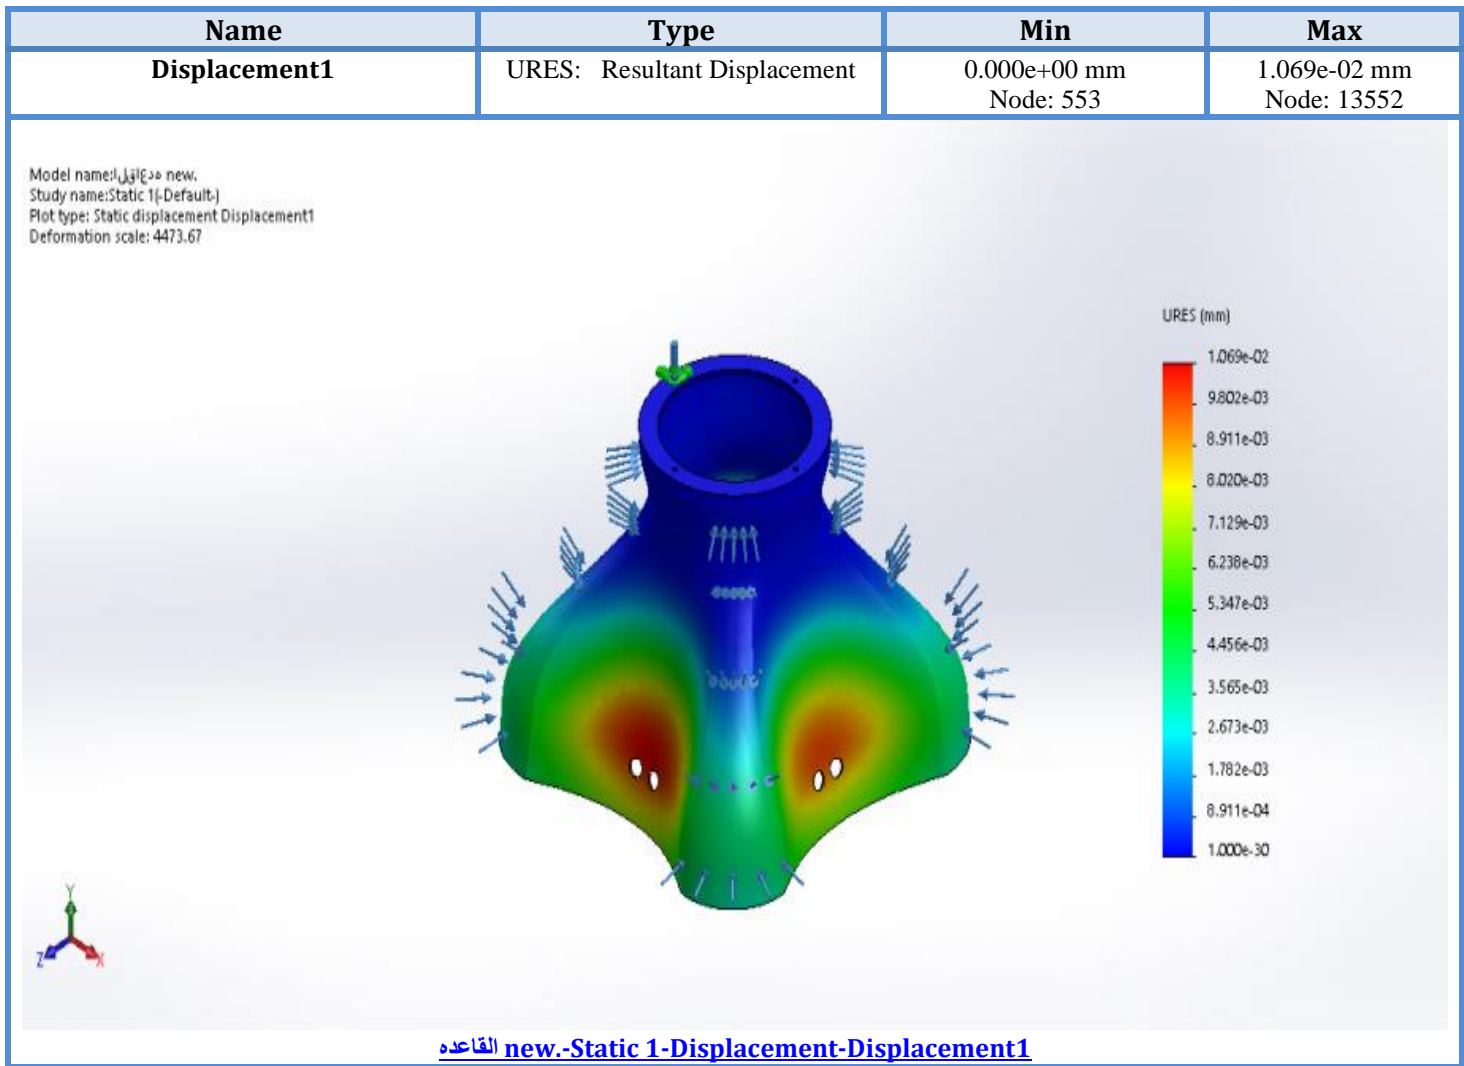 Name Type Min Max
Displacement1 URES: Resultant Displacement 0.000e+00 mm 1.069e-02 mm
Node: 553 Node: 13552
Model name:القاعده new.
Study name:Static 1(-Default-)
Plot type: Static displacement Displacement1
Deformation scale: 4473.67
URES (mm)
1.069e-02
9.802e-03
8.911e-03
8.020e-03
7.129e-03
6.238e-03
5.347e-03
4.456e-03
3.565e-03
2.673e-03
1.782e-03
8.911e-04
1.000e-30
Y
Z X
القاعده new.-Static 1-Displacement-Displacement1